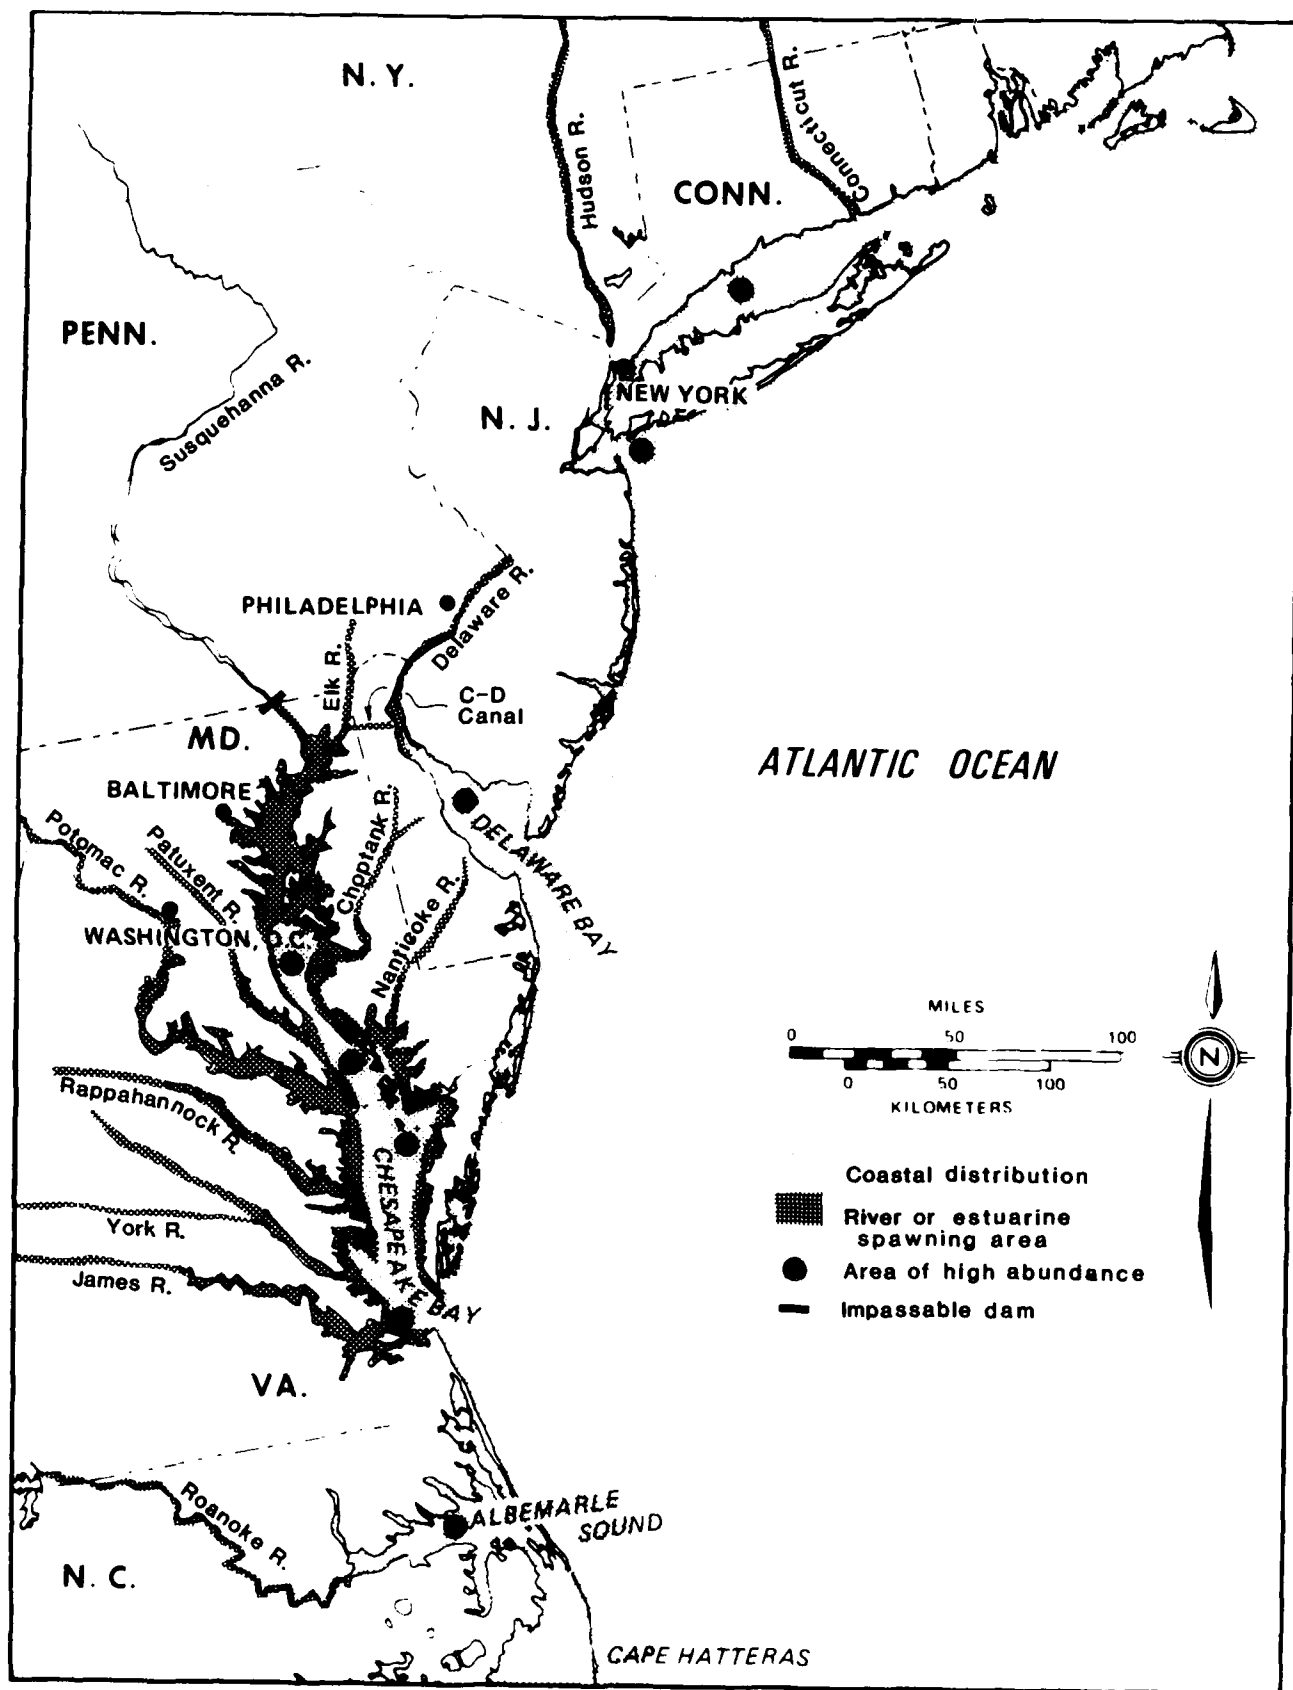 N. Y.
Hudson R.
Connecticut R.
CONN.
PENN.
Susquehanna R.
NEW YORK
N. J.
PHILADELPHIA
Delaware R.
Elk R.
C-D
Canal
MD.
ATLANTIC OCEAN
BALTIMORE
Potomac R.
Patuxent R.
Choptank R.
DELAWARE BAY
Nanticoke R.
WASHINGTON, D.C.
MILES
0 50 100
0 50 100
KILOMETERS
N
Rappahannock R.
CHESAPEAKE BAY
York R.
James R.
Coastal distribution
River or estuarine
spawning area
Area of high abundance
Impassable dam
VA.
Roanoke R.
ALBEMARLE
SOUND
N. C.
CAPE HATTERAS